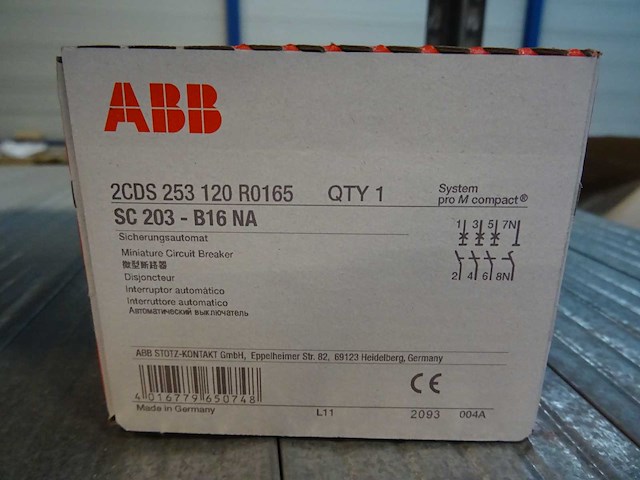 ABB
2CDS 253 120 R0165 QTY 1
SC 203 - B16 NA
System
pro M compact®
Sicherungsautomat
Miniature Circuit Breaker
微型断路器
Disjoncteur
Interruptor automático
Interruttore automatico
Автоматический выключатель
1 3 5 7N
2 4 6 8N
ABB STOTZ-KONTAKT GmbH, Eppelheimer Str. 82, 69123 Heidelberg, Germany
4 016779 650748
CE
Made in Germany L11 2093 004A